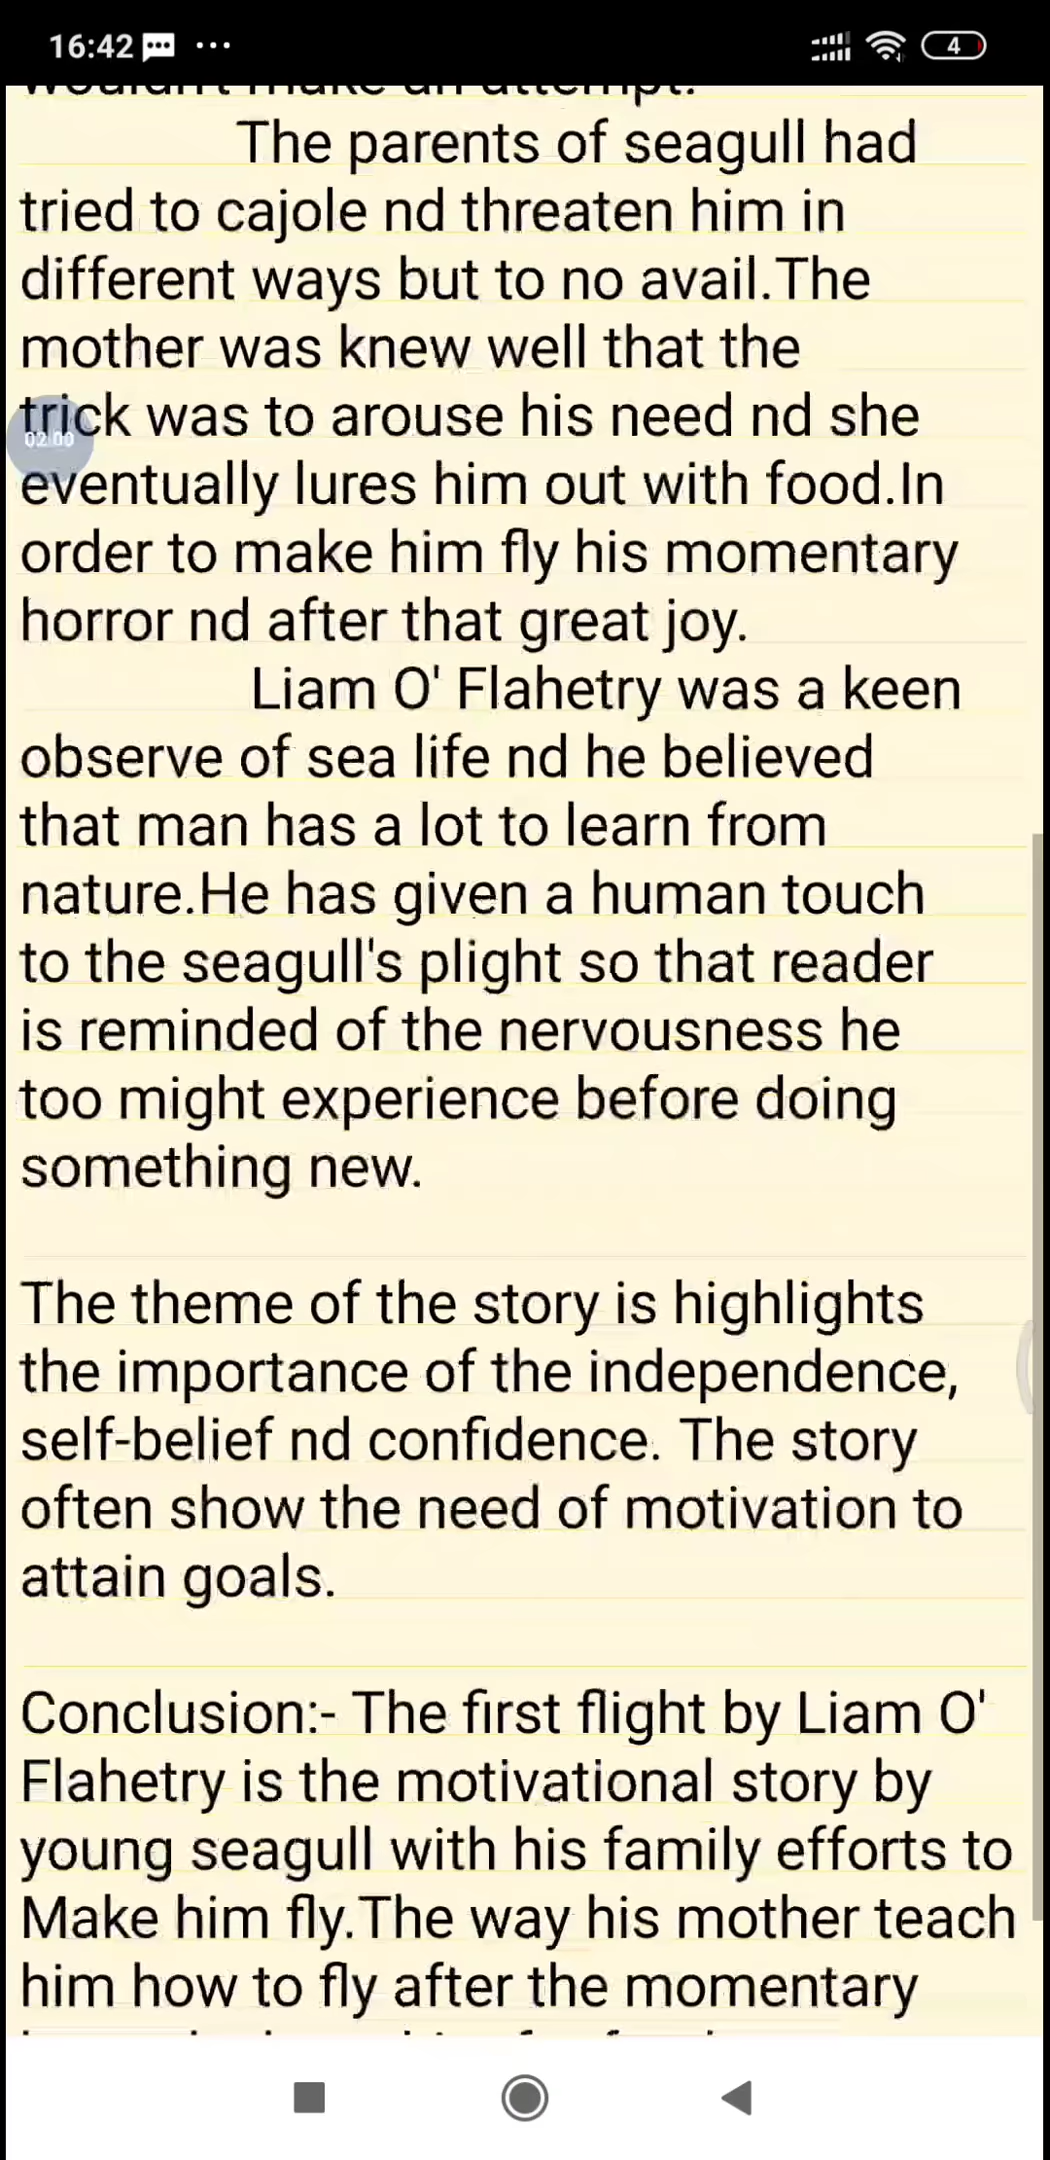 16:42
4
wouldn't make an attempt.
The parents of seagull had
tried to cajole nd threaten him in
different ways but to no avail.The
mother was knew well that the
trick was to arouse his need nd she
02:00
eventually lures him out with food.In
order to make him fly his momentary
horror nd after that great joy.
Liam O' Flahetry was a keen
observe of sea life nd he believed
that man has a lot to learn from
nature.He has given a human touch
to the seagull's plight so that reader
is reminded of the nervousness he
too might experience before doing
something new.
The theme of the story is highlights
the importance of the independence,
self-belief nd confidence. The story
often show the need of motivation to
attain goals.
Conclusion:- The first flight by Liam O'
Flahetry is the motivational story by
young seagull with his family efforts to
Make him fly.The way his mother teach
him how to fly after the momentary